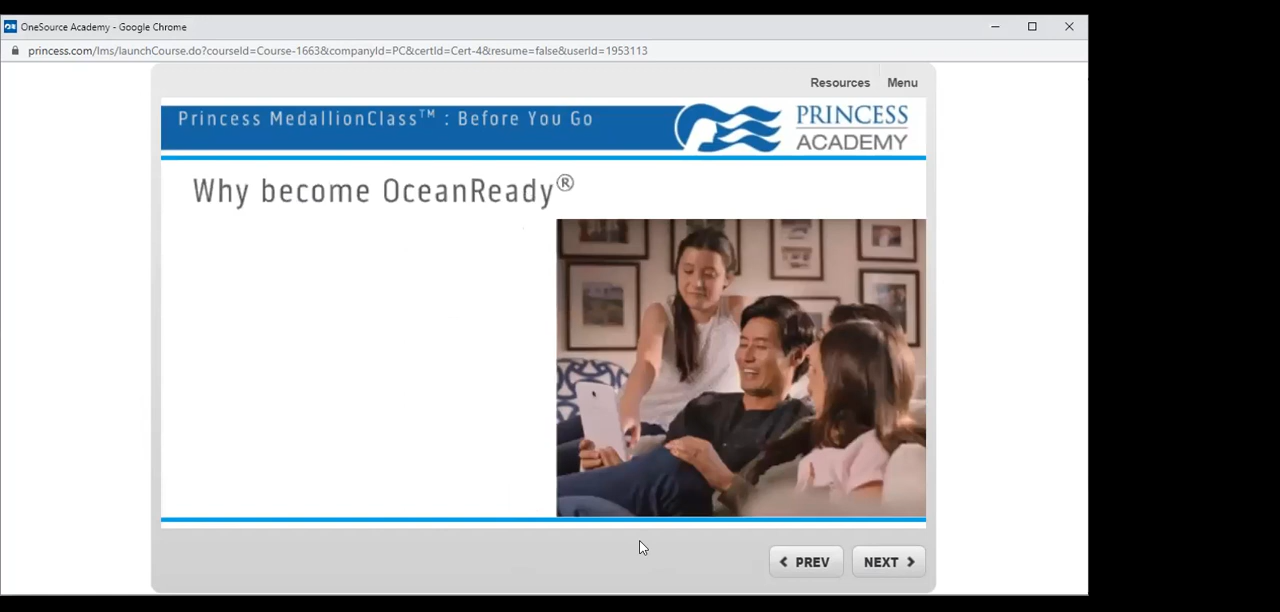 OneSource Academy - Google Chrome
princess.com/lms/launchCourse.do?courseId=Course-1663&companyId=PC&certId=Cert-4&resume=false&userId=1953113
Resources Menu
Princess MedallionClass™ : Before You Go
PRINCESS
ACADEMY
Why become OceanReady®
PREV NEXT